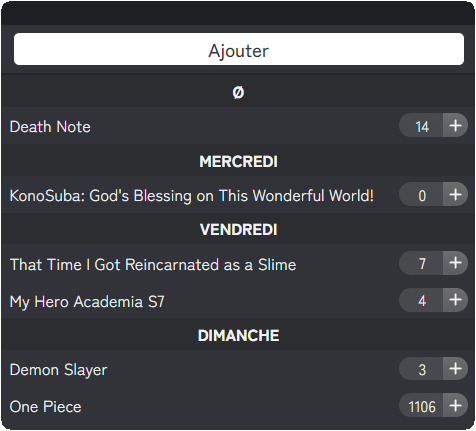 Ajouter
Ø
Death Note 14 +
MERCREDI
KonoSuba: God's Blessing on This Wonderful World! 0 +
VENDREDI
That Time I Got Reincarnated as a Slime 7 +
My Hero Academia S7 4 +
DIMANCHE
Demon Slayer 3 +
One Piece 1106 +